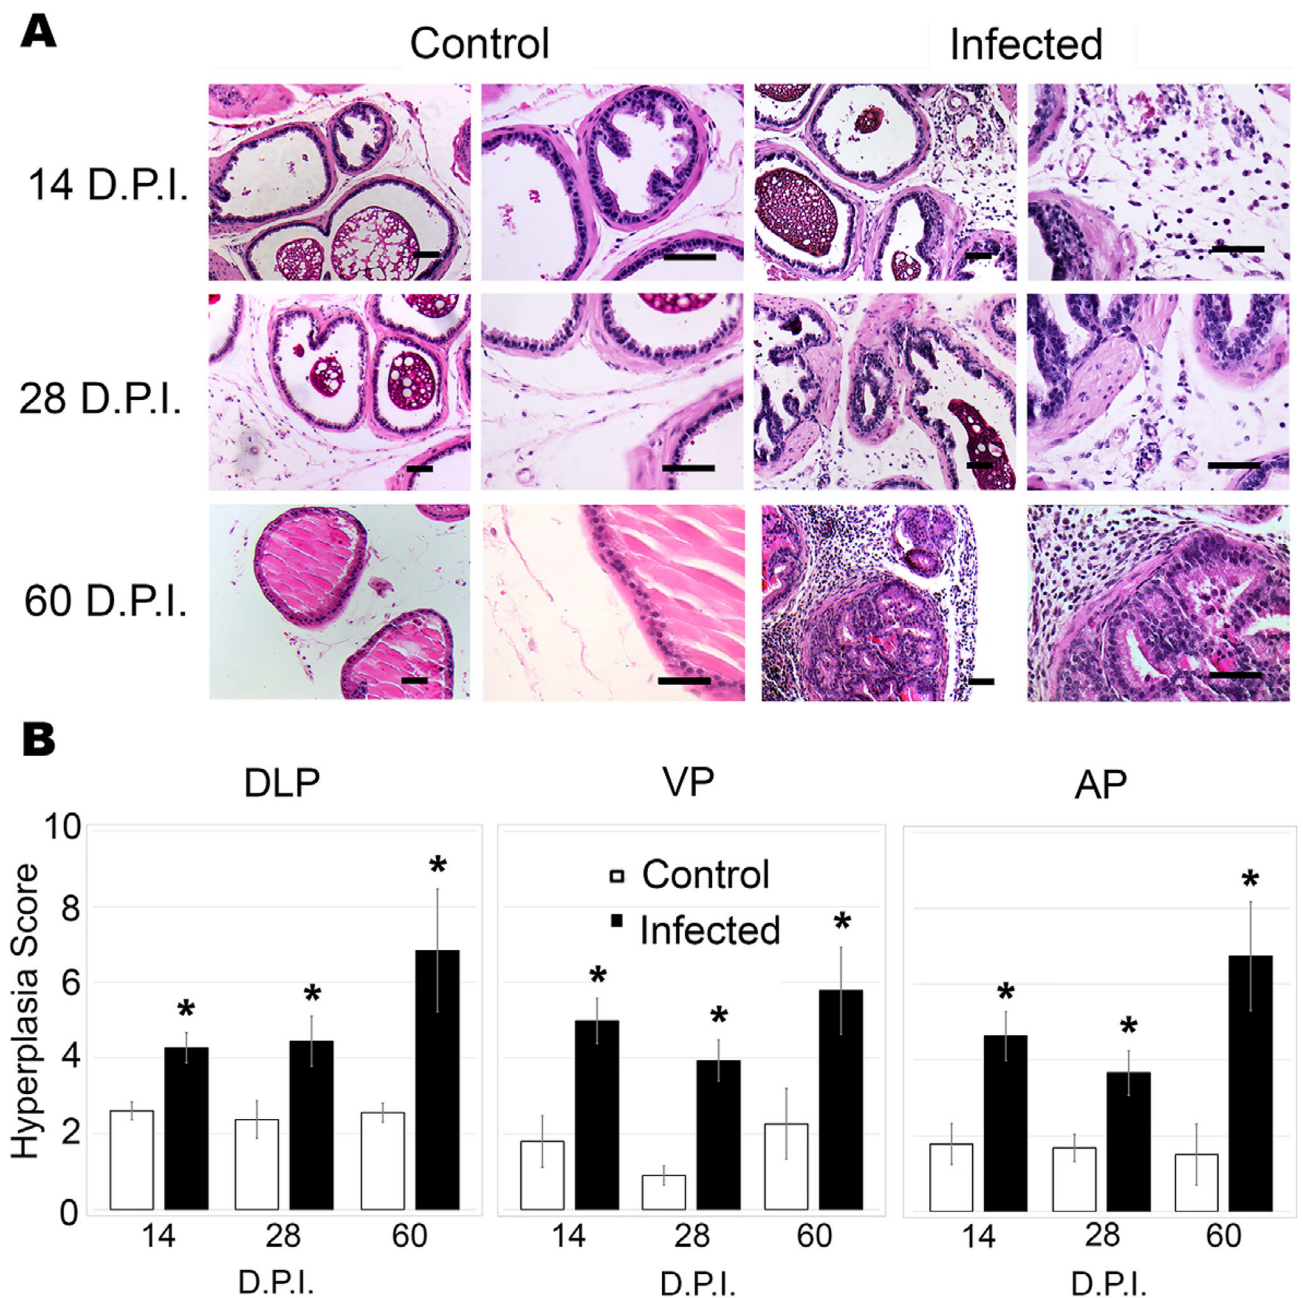 A
Control Infected
14 D.P.I.
28 D.P.I.
60 D.P.I.
B
DLP VP AP
Hyperplasia Score
10
8
6
4
2
0
* * *
* * *
* * *
Control
Infected
14 28 60 14 28 60 14 28 60
D.P.I. D.P.I. D.P.I.